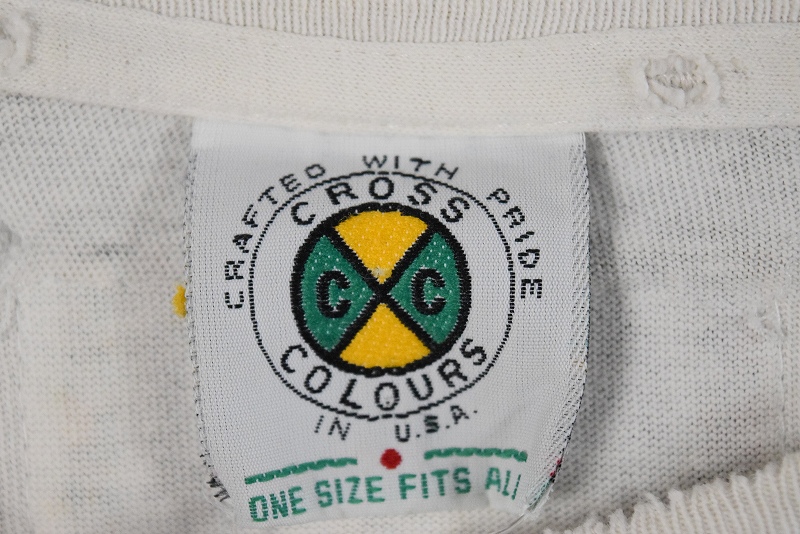 CRAFTED WITH PRIDE
CROSS
C C
COLOURS
IN U.S.A.
ONE SIZE FITS ALL